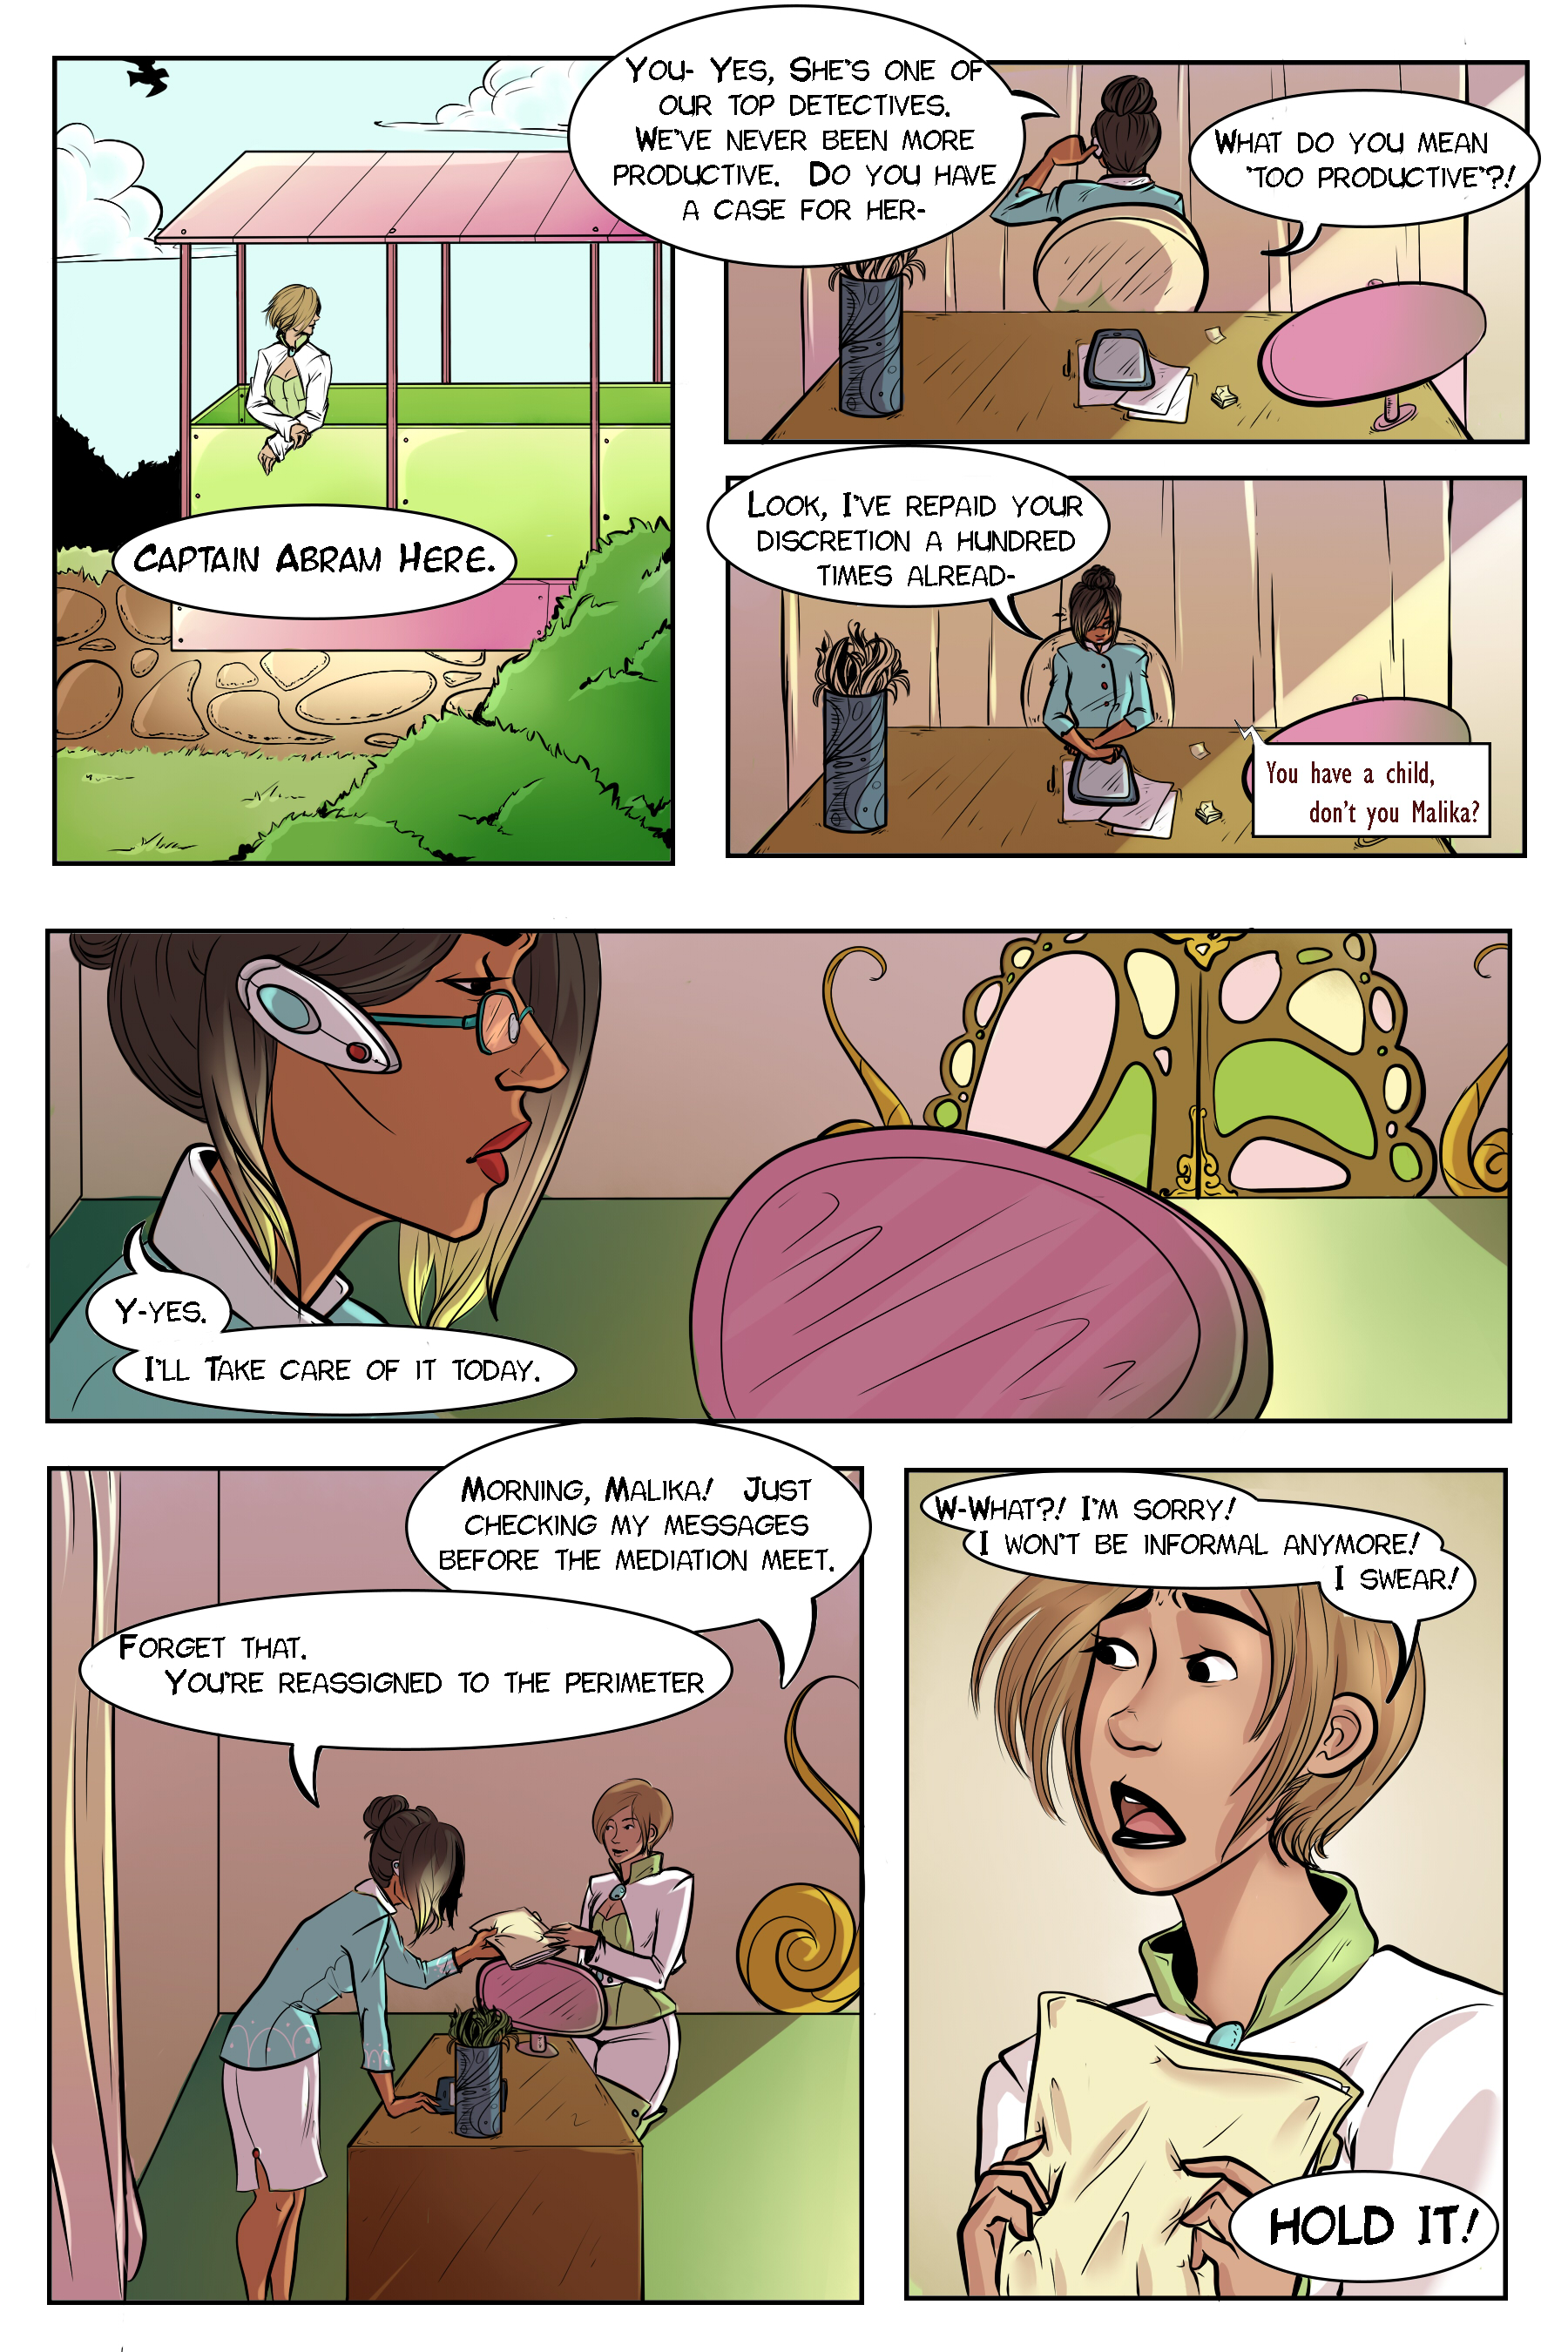 Captain Abram Here.
You- Yes, She's one of
our top detectives.
We've never been more
productive. Do you have
a case for her-
What do you mean
'too productive'?!
Look, I've repaid your
discretion a hundred
times alread-
You have a child,
don't you Malika?
Y-yes.
I'll Take care of it today.
Morning, Malika! Just
checking my messages
before the mediation meet.
Forget that.
You're reassigned to the perimeter
W-What?! I'm sorry!
I won't be informal anymore!
I swear!
HOLD IT!